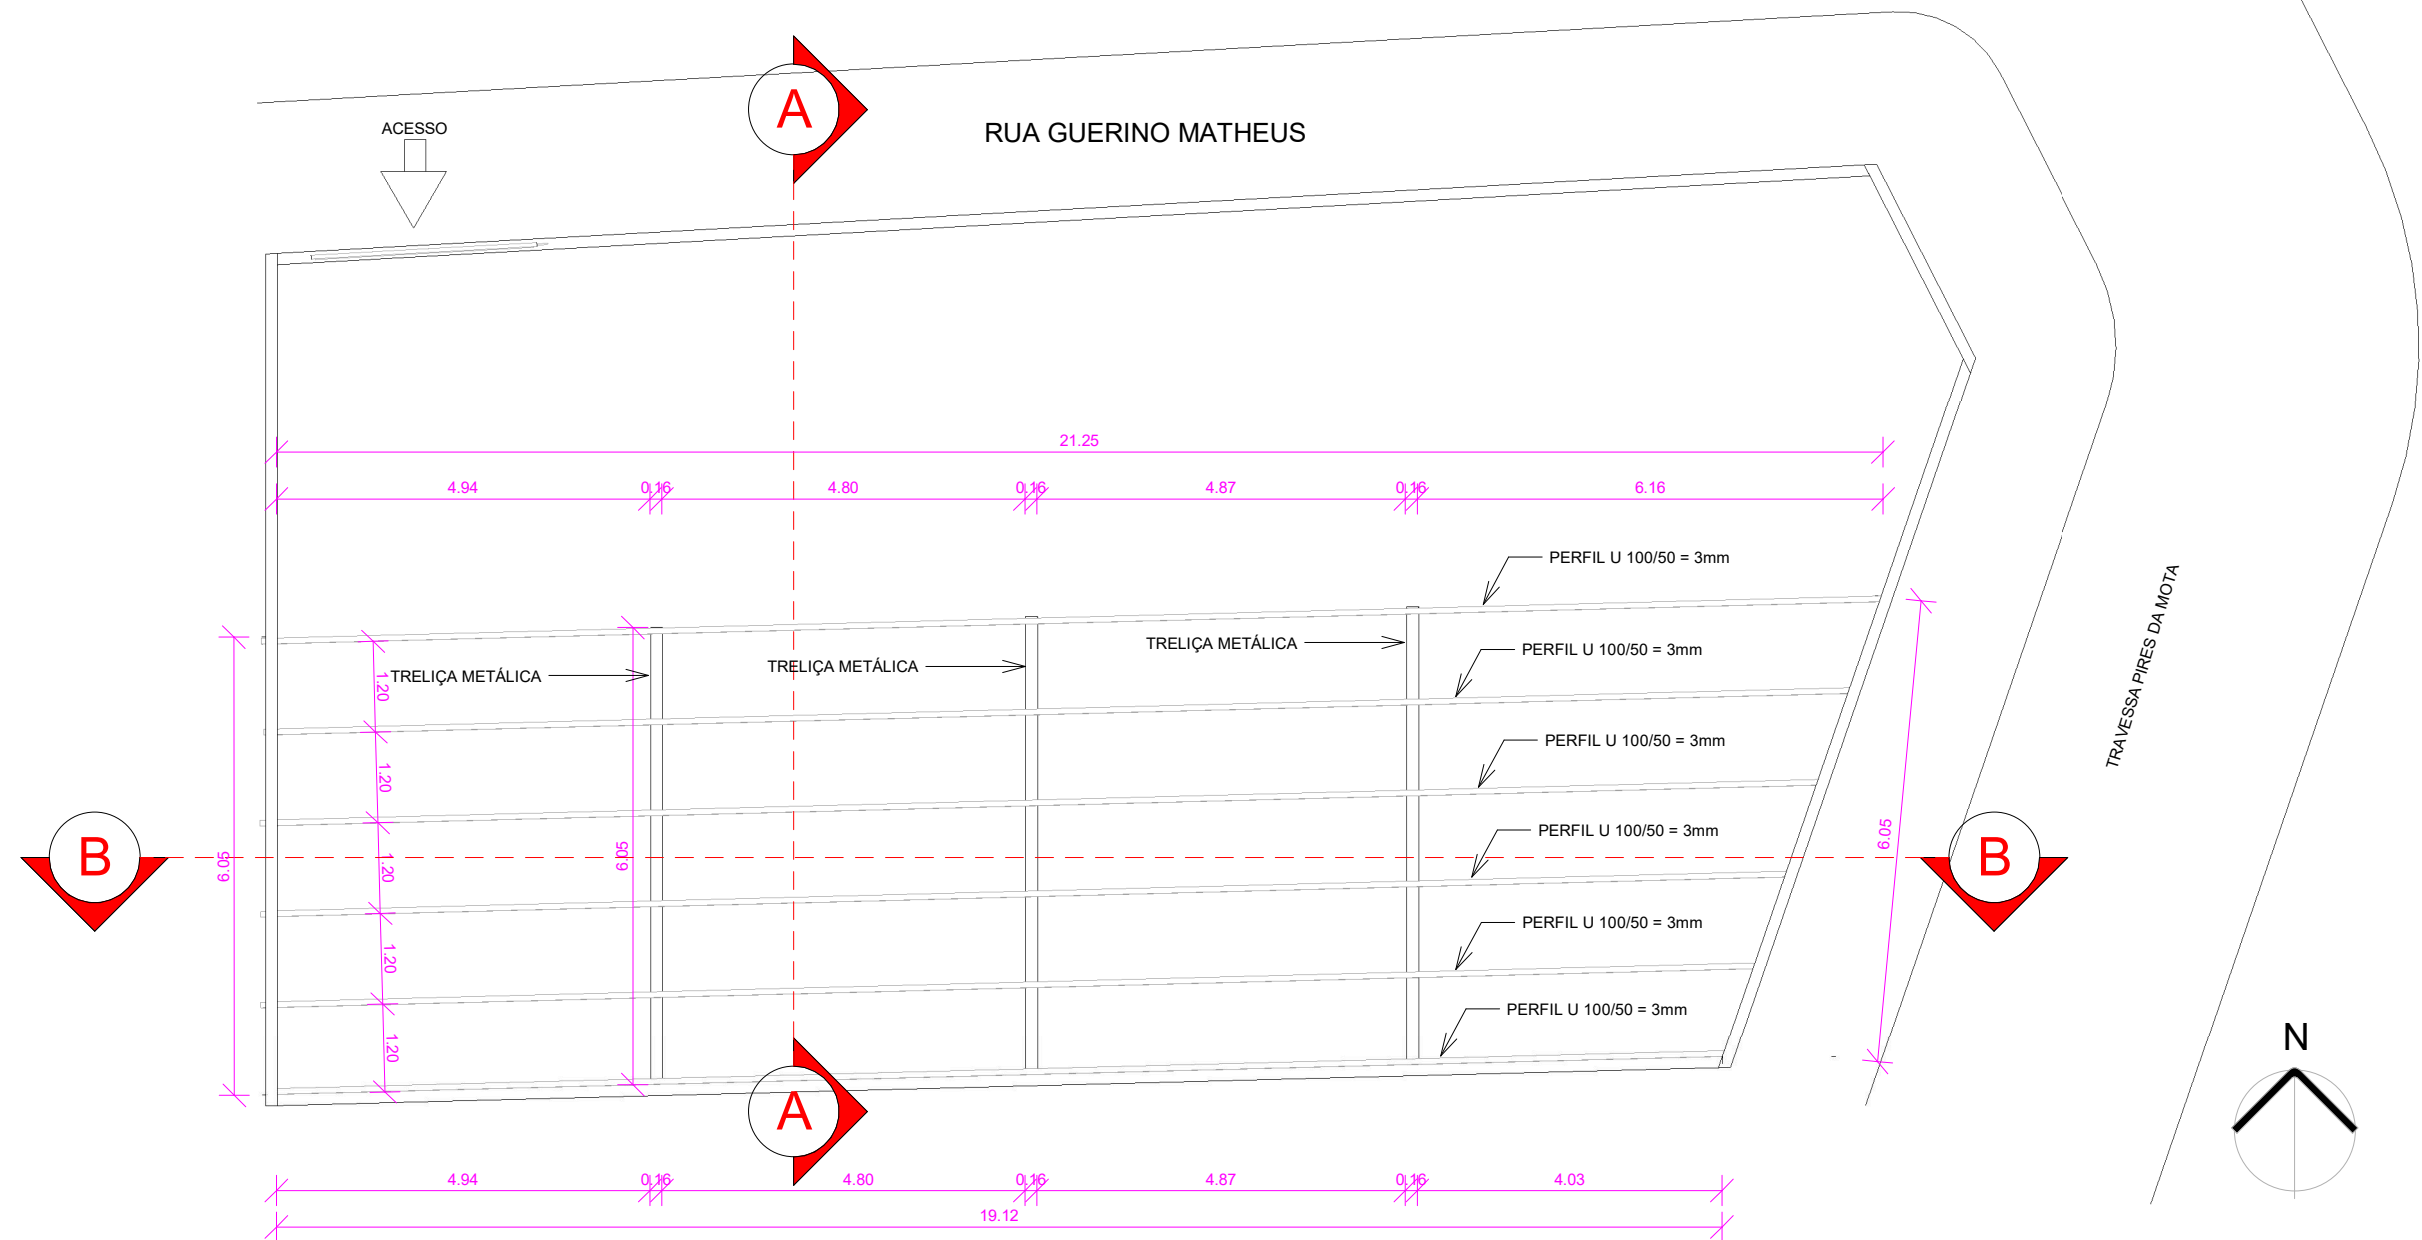 A
ACESSO
RUA GUERINO MATHEUS
21.25
4.94
0.16
4.80
0.16
4.87
0.16
6.16
PERFIL U 100/50 = 3mm
TRELIÇA METÁLICA
TRELIÇA METÁLICA
TRELIÇA METÁLICA
PERFIL U 100/50 = 3mm
1.20
PERFIL U 100/50 = 3mm
1.20
TRAVESSA PIRES DA MOTA
PERFIL U 100/50 = 3mm
6.05
B
6.05
6.05
1.20
B
PERFIL U 100/50 = 3mm
1.20
PERFIL U 100/50 = 3mm
1.20
N
A
4.94
0.16
4.80
0.16
4.87
0.16
4.03
19.12